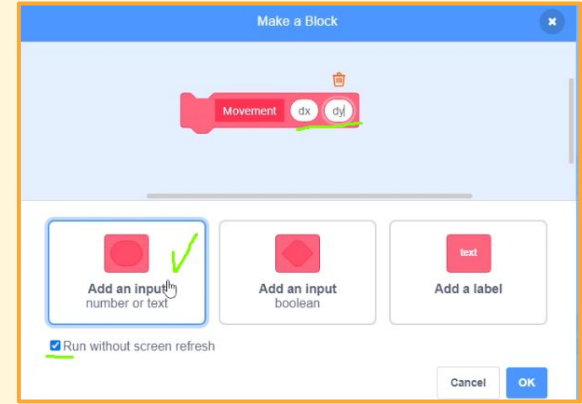 Make a Block
Movement dx dy
text
Add an input
number or text
Add an input
boolean
Add a label
Run without screen refresh
Cancel OK